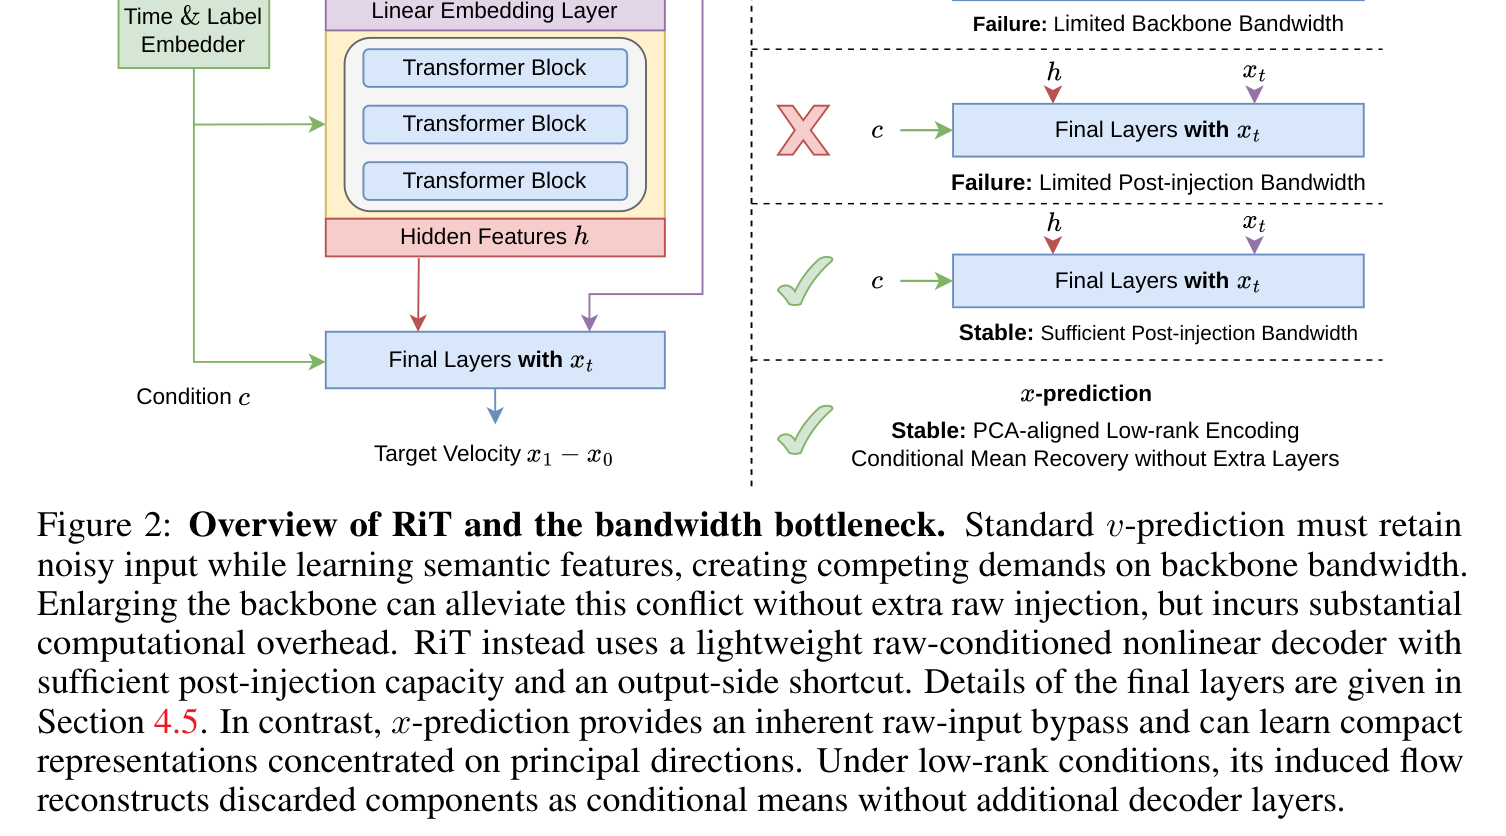 Time & Label
Embedder
Linear Embedding Layer
Transformer Block
Transformer Block
Transformer Block
Hidden Features h
Final Layers with xₜ
Condition c
Target Velocity x₁ − x₀
Failure: Limited Backbone Bandwidth
h xₜ
c Final Layers with xₜ
Failure: Limited Post-injection Bandwidth
h xₜ
c Final Layers with xₜ
Stable: Sufficient Post-injection Bandwidth
x-prediction
Stable: PCA-aligned Low-rank Encoding
Conditional Mean Recovery without Extra Layers
Figure 2: Overview of RiT and the bandwidth bottleneck. Standard v-prediction must retain
noisy input while learning semantic features, creating competing demands on backbone bandwidth.
Enlarging the backbone can alleviate this conflict without extra raw injection, but incurs substantial
computational overhead. RiT instead uses a lightweight raw-conditioned nonlinear decoder with
sufficient post-injection capacity and an output-side shortcut. Details of the final layers are given in
Section 4.5. In contrast, x-prediction provides an inherent raw-input bypass and can learn compact
representations concentrated on principal directions. Under low-rank conditions, its induced flow
reconstructs discarded components as conditional means without additional decoder layers.